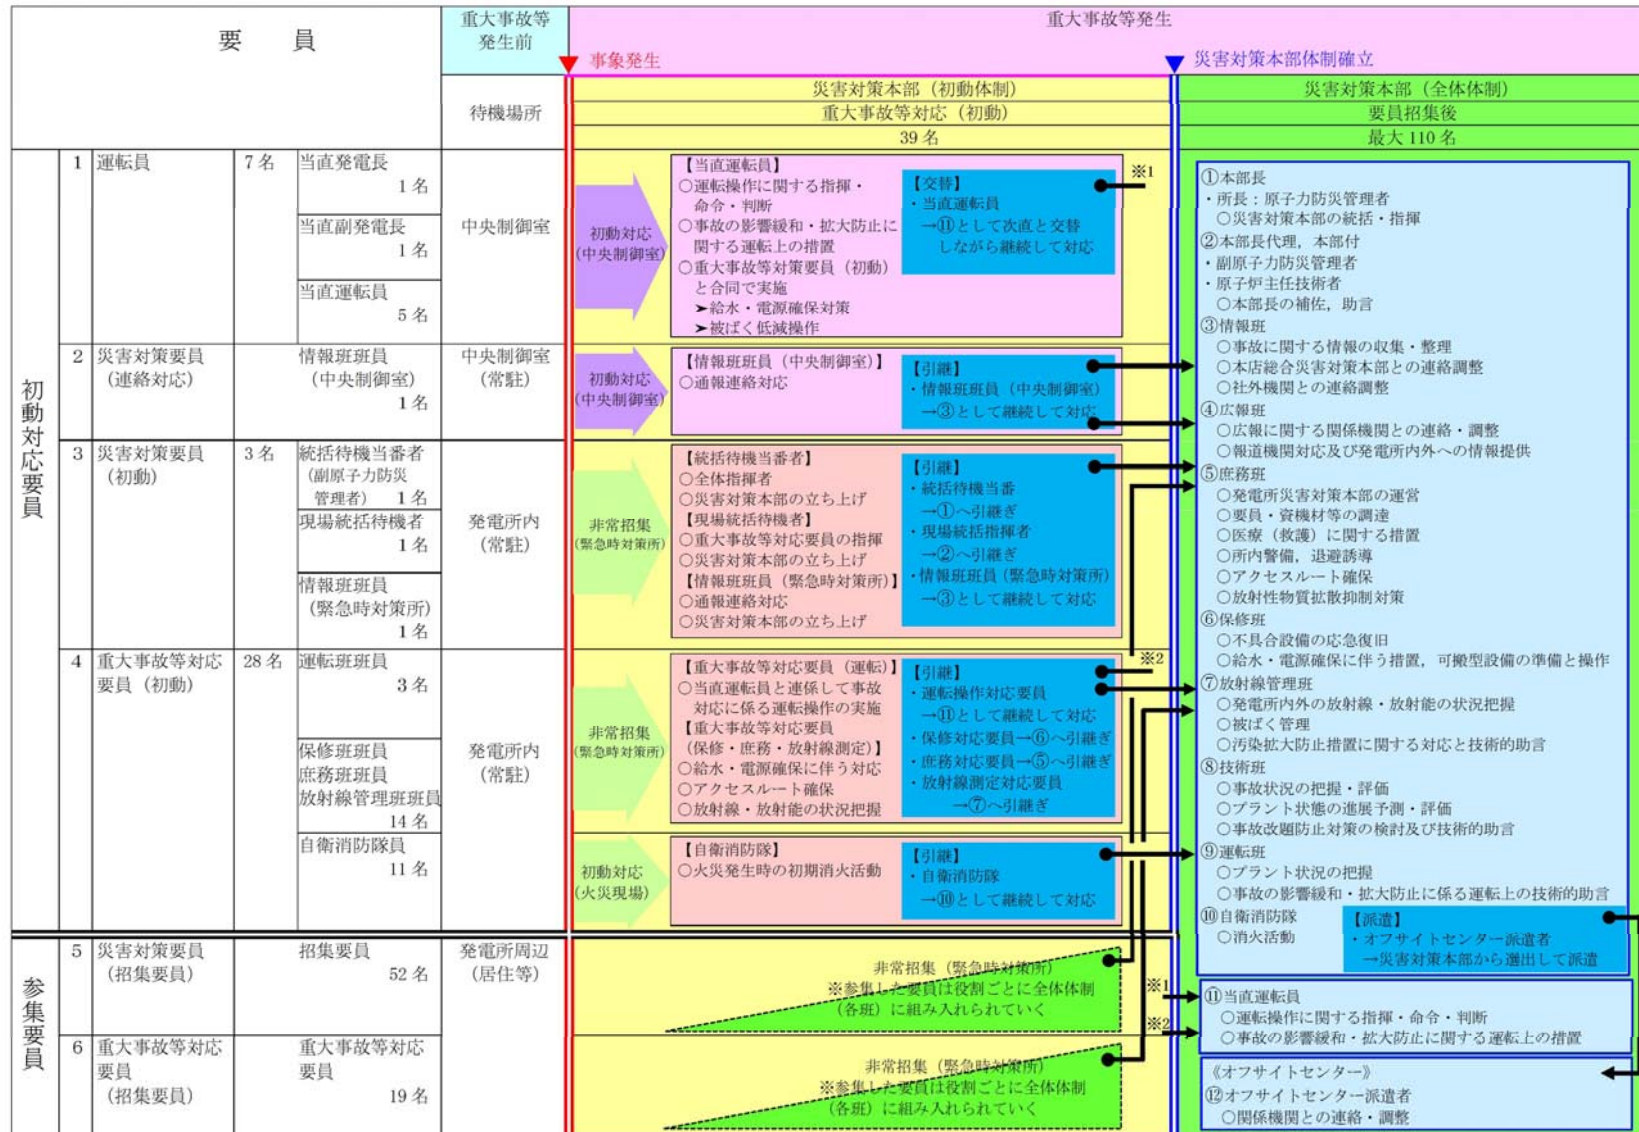 要　員
重大事故等
発生前
重大事故等発生
事象発生
災害対策本部体制確立
待機場所
災害対策本部（初動体制）
重大事故等対応（初動）
39 名
災害対策本部（全体体制）
要員招集後
最大 110 名
初動対応要員
1
運転員
7 名
当直発電長
1 名
当直副発電長
1 名
当直運転員
5 名
中央制御室
初動対応
(中央制御室)
【当直運転員】
○運転操作に関する指揮・
命令・判断
○事故の影響緩和・拡大防止に
関する運転上の措置
○重大事故等対策要員（初動）
と合同で実施
➤給水・電源確保対策
➤被ばく低減操作
【交替】
・当直運転員
→⑪として次直と交替
しながら継続して対応
※1
2
災害対策要員
（連絡対応）
情報班班員
（中央制御室）
1 名
中央制御室
（常駐）
初動対応
(中央制御室)
【情報班班員（中央制御室）】
○通報連絡対応
【引継】
・情報班班員（中央制御室）
→③として継続して対応
3
災害対策要員
（初動）
3 名
統括待機当番者
（副原子力防災
管理者） 1 名
現場統括待機者
1 名
情報班班員
（緊急時対策所）
1 名
発電所内
（常駐）
非常招集
(緊急時対策所)
【統括待機当番者】
○全体指揮者
○災害対策本部の立ち上げ
【現場統括待機者】
○重大事故等対応要員の指揮
○災害対策本部の立ち上げ
【情報班班員（緊急時対策所）】
○通報連絡対応
○災害対策本部の立ち上げ
【引継】
・統括待機当番
→①へ引継ぎ
・現場統括指揮者
→②へ引継ぎ
・情報班班員（緊急時対策所）
→③として継続して対応
4
重大事故等対応
要員（初動）
28 名
運転班班員
3 名
保修班班員
庶務班班員
放射線管理班班員
14 名
自衛消防隊員
11 名
発電所内
（常駐）
非常招集
(緊急時対策所)
【重大事故等対応要員（運転）】
○当直運転員と連係して事故
対応に係る運転操作の実施
【重大事故等対応要員
（保修・庶務・放射線測定）】
○給水・電源確保に伴う対応
○アクセスルート確保
○放射線・放射能の状況把握
【引継】
・運転操作対応要員
→⑪として継続して対応
・保修対応要員→⑥へ引継ぎ
・庶務対応要員→⑤へ引継ぎ
・放射線測定対応要員
→⑦へ引継ぎ
※2
初動対応
(火災現場)
【自衛消防隊】
○火災発生時の初期消火活動
【引継】
・自衛消防隊
→⑩として継続して対応
参集要員
5
災害対策要員
（招集要員）
招集要員
52 名
発電所周辺
（居住等）
非常招集（緊急時対策所）
※参集した要員は役割ごとに全体体制
（各班）に組み入れられていく
6
重大事故等対応
要員
（招集要員）
重大事故等対応
要員
19 名
非常招集（緊急時対策所）
※参集した要員は役割ごとに全体体制
（各班）に組み入れられていく
①本部長
・所長：原子力防災管理者
○災害対策本部の統括・指揮
②本部長代理，本部付
・副原子力防災管理者
・原子炉主任技術者
○本部長の補佐，助言
③情報班
○事故に関する情報の収集・整理
○本店総合災害対策本部との連絡調整
○社外機関との連絡調整
④広報班
○広報に関する関係機関との連絡・調整
○報道機関対応及び発電所内外への情報提供
⑤庶務班
○発電所災害対策本部の運営
○要員・資機材等の調達
○医療（救護）に関する措置
○所内警備，退避誘導
○アクセスルート確保
○放射性物質拡散抑制対策
⑥保修班
○不具合設備の応急復旧
○給水・電源確保に伴う措置，可搬型設備の準備と操作
⑦放射線管理班
○発電所内外の放射線・放射能の状況把握
○被ばく管理
○汚染拡大防止措置に関する対応と技術的助言
⑧技術班
○事故状況の把握・評価
○プラント状態の進展予測・評価
○事故改題防止対策の検討及び技術的助言
⑨運転班
○プラント状況の把握
○事故の影響緩和・拡大防止に係る運転上の技術的助言
⑩自衛消防隊
○消火活動
【派遣】
・オフサイトセンター派遣者
→災害対策本部から選出して派遣
※1
⑪当直運転員
○運転操作に関する指揮・命令・判断
※2
○事故の影響緩和・拡大防止に関する運転上の措置
《オフサイトセンター》
⑫オフサイトセンター派遣者
○関係機関との連絡・調整